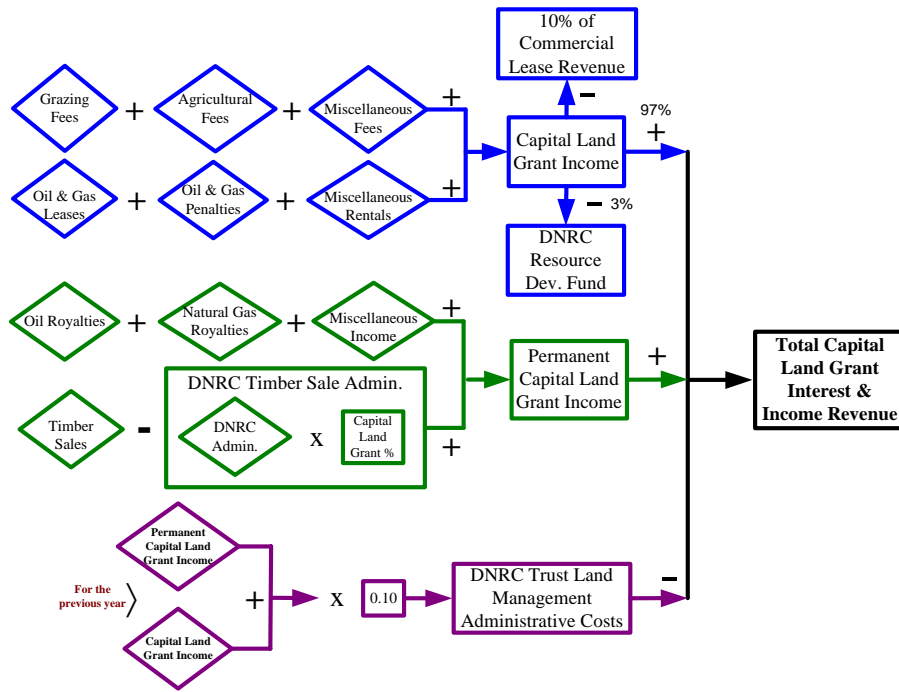 10% of
Commercial
Lease Revenue
Grazing
Fees
+
Agricultural
Fees
+
Miscellaneous
Fees
+
−
97%
+
Capital Land
Grant Income
Oil & Gas
Leases
+
Oil & Gas
Penalties
+
Miscellaneous
Rentals
+
− 3%
DNRC
Resource
Dev. Fund
Oil Royalties
+
Natural Gas
Royalties
+
Miscellaneous
Income
+
Permanent
Capital Land
Grant Income
+
Total Capital
Land Grant
Interest &
Income Revenue
Timber
Sales
-
DNRC Timber Sale Admin.
DNRC
Admin.
x
Capital
Land
Grant %
+
Permanent
Capital Land
Grant Income
For the
previous year
+
x
0.10
DNRC Trust Land
Management
Administrative Costs
−
Capital Land
Grant Income